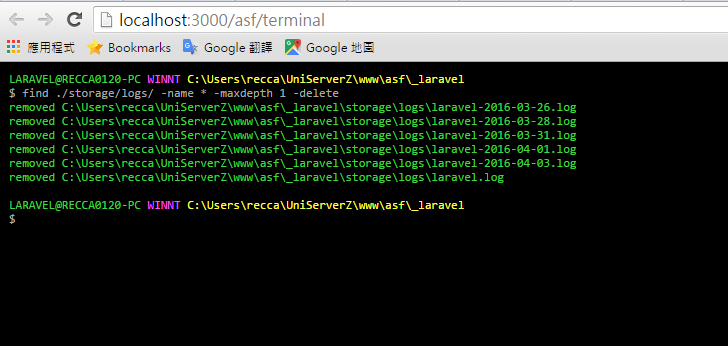 localhost:3000/asf/terminal
應用程式 Bookmarks Google 翻譯 Google 地圖
LARAVEL@RECCA0120-PC WINNT C:\Users\recca\UniServerZ\www\asf\_laravel
$ find ./storage/logs/ -name * -maxdepth 1 -delete
removed C:\Users\recca\UniServerZ\www\asf\_laravel\storage\logs\laravel-2016-03-26.log
removed C:\Users\recca\UniServerZ\www\asf\_laravel\storage\logs\laravel-2016-03-28.log
removed C:\Users\recca\UniServerZ\www\asf\_laravel\storage\logs\laravel-2016-03-31.log
removed C:\Users\recca\UniServerZ\www\asf\_laravel\storage\logs\laravel-2016-04-01.log
removed C:\Users\recca\UniServerZ\www\asf\_laravel\storage\logs\laravel-2016-04-03.log
removed C:\Users\recca\UniServerZ\www\asf\_laravel\storage\logs\laravel.log
LARAVEL@RECCA0120-PC WINNT C:\Users\recca\UniServerZ\www\asf\_laravel
$